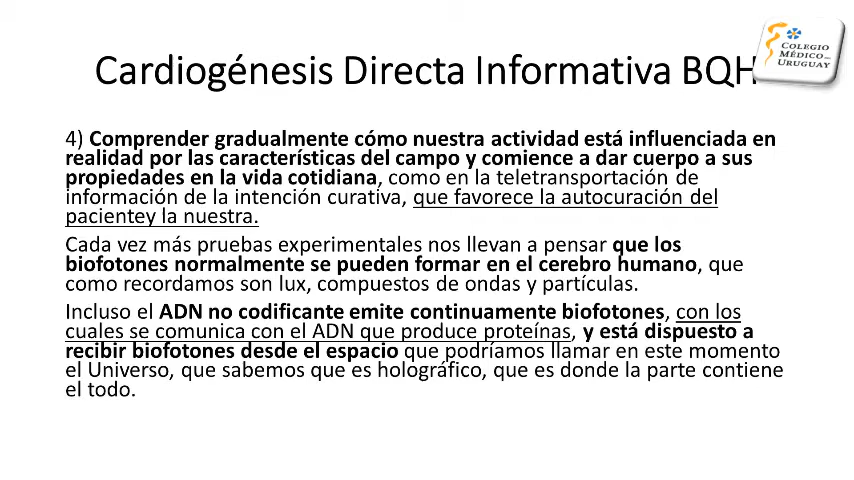 COLEGIO
MÉDICO DEL
URUGUAY
Cardiogénesis Directa Informativa BQH
4) Comprender gradualmente cómo nuestra actividad está influenciada en
realidad por las características del campo y comience a dar cuerpo a sus
propiedades en la vida cotidiana, como en la teletransportación de
información de la intención curativa, que favorece la autocuración del
pacientey la nuestra.
Cada vez más pruebas experimentales nos llevan a pensar que los
biofotones normalmente se pueden formar en el cerebro humano, que
como recordamos son lux, compuestos de ondas y partículas.
Incluso el ADN no codificante emite continuamente biofotones, con los
cuales se comunica con el ADN que produce proteínas, y está dispuesto a
recibir biofotones desde el espacio que podríamos llamar en este momento
el Universo, que sabemos que es holográfico, que es donde la parte contiene
el todo.